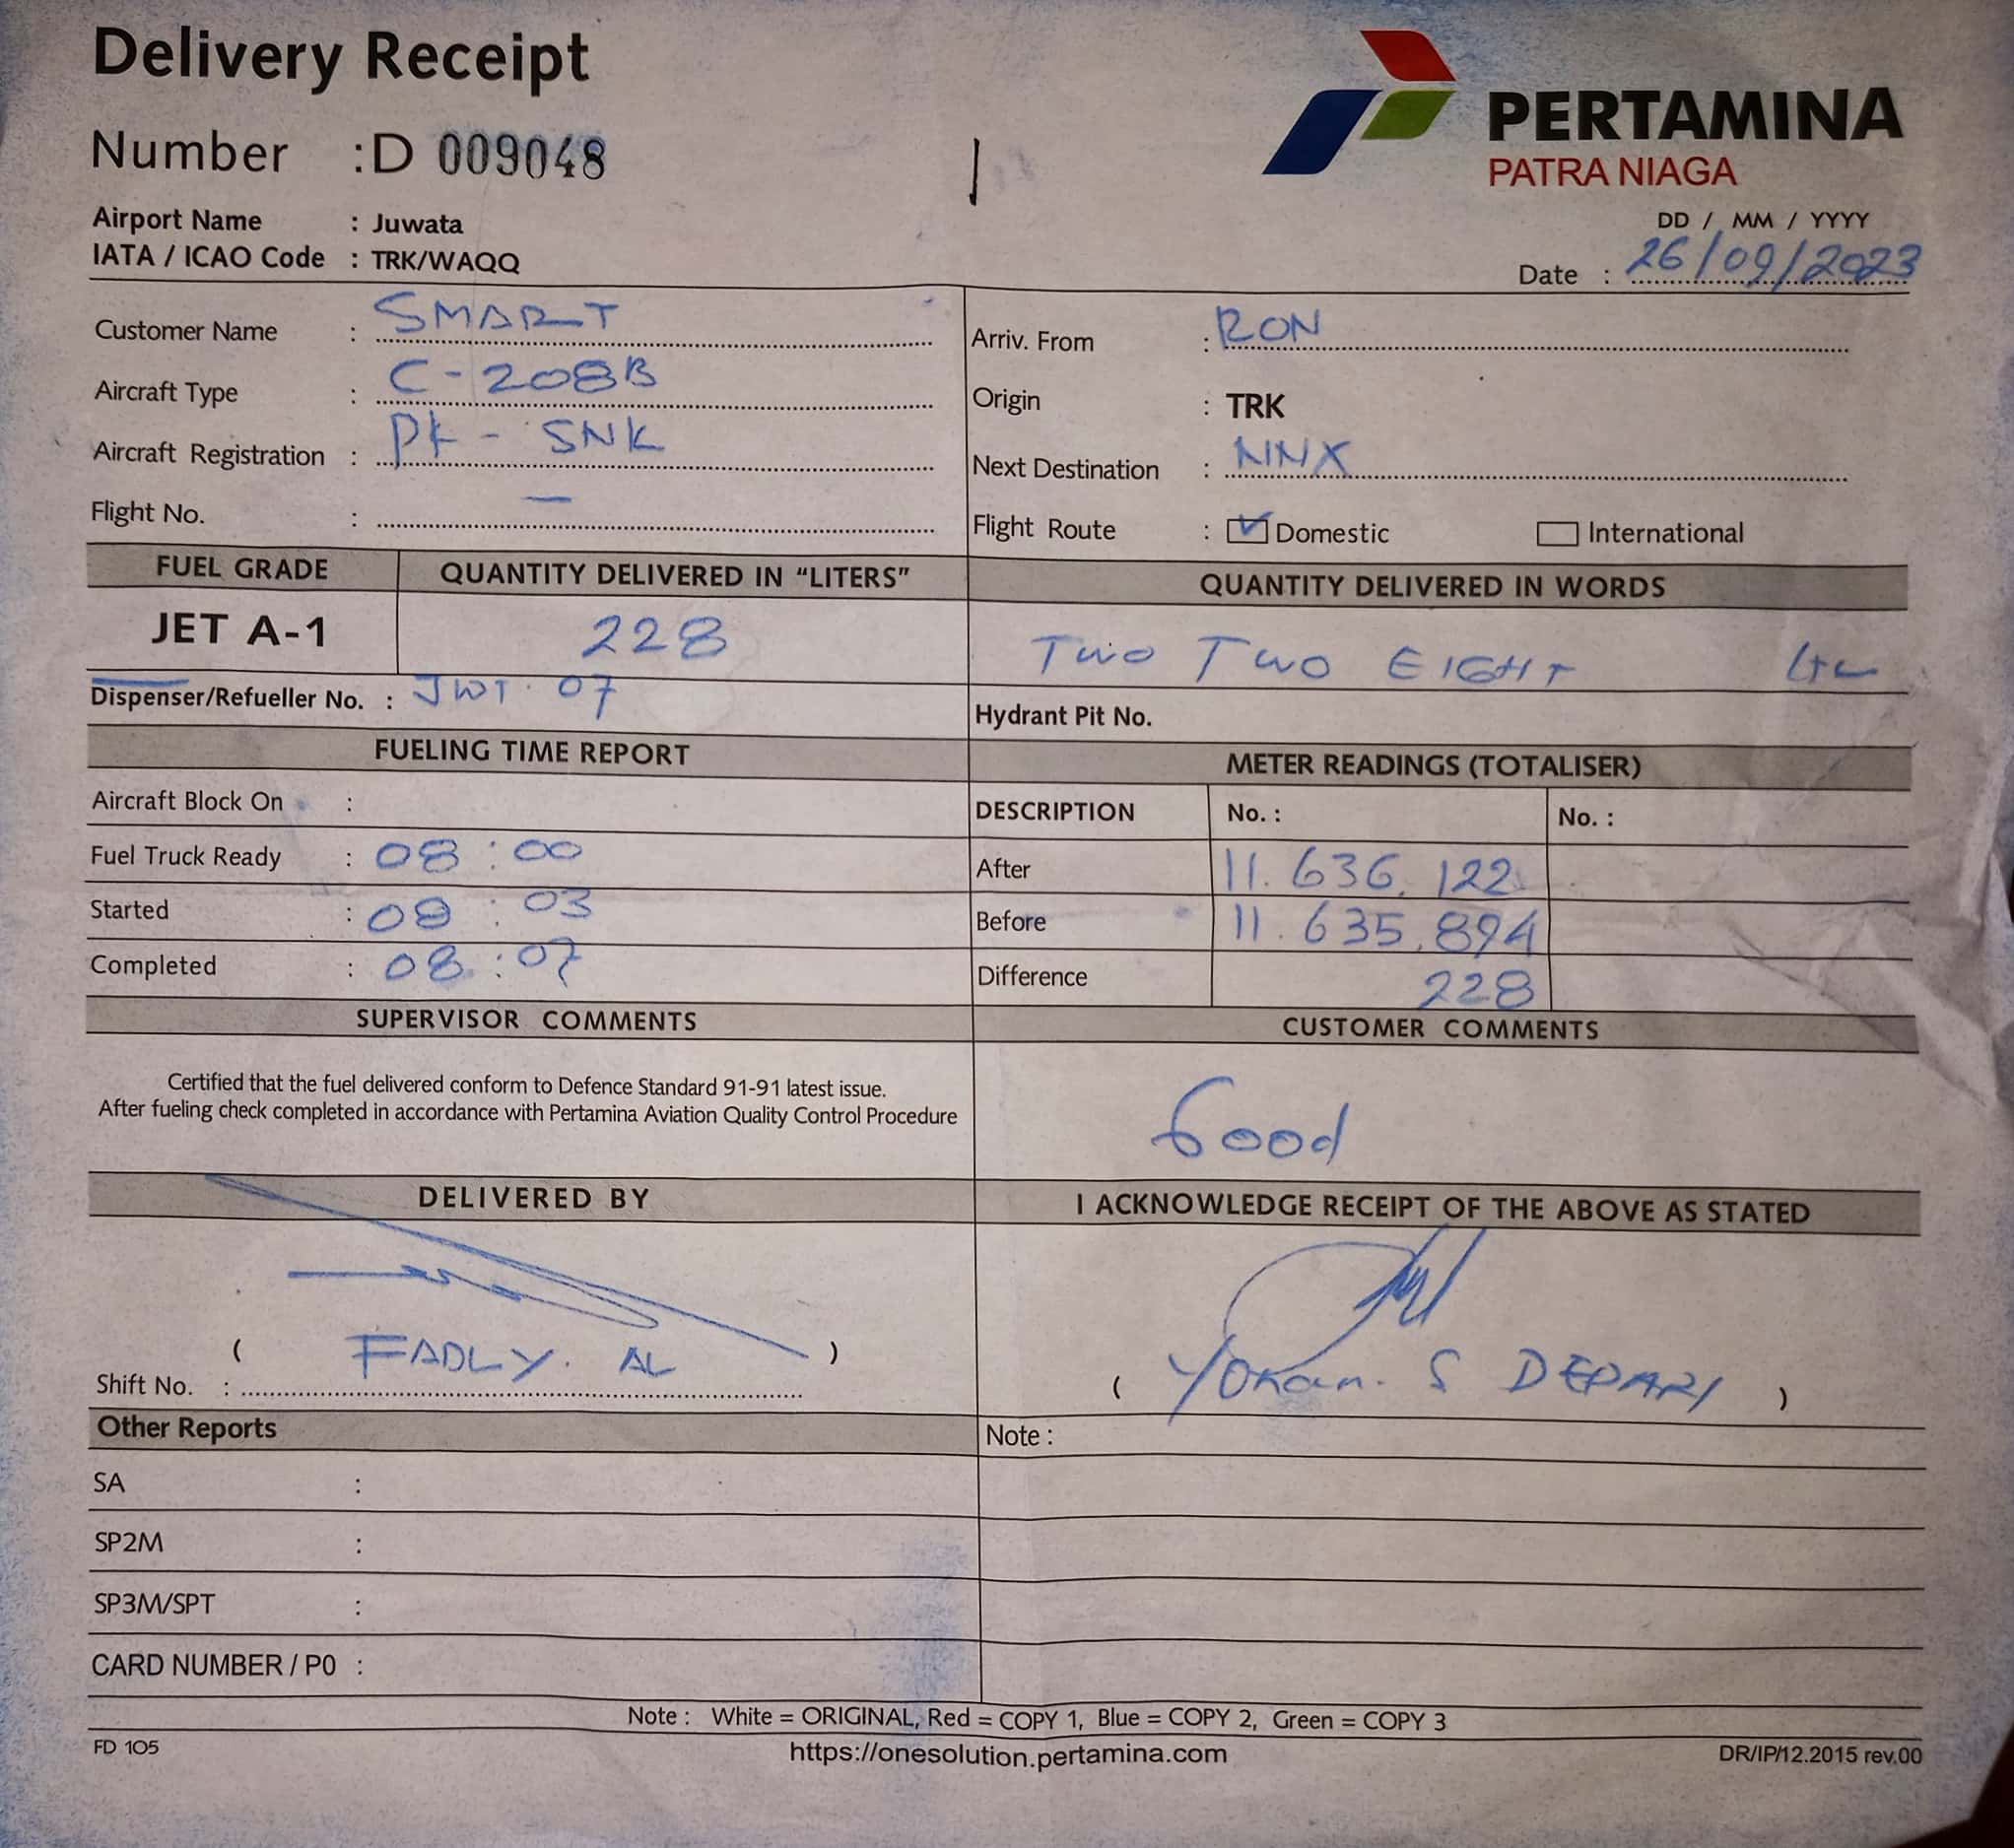 Delivery Receipt
PERTAMINA
PATRA NIAGA
Number : D 009048
Airport Name : Juwata
IATA / ICAO Code : TRK/WAQQ
DD / MM / YYYY
Date : 26/09/2023
Customer Name : SMART
Arriv. From : RON
Aircraft Type : C-208B
Origin : TRK
Aircraft Registration : PK - SNK
Next Destination : NNX
Flight No. : —
Flight Route : Domestic International
FUEL GRADE QUANTITY DELIVERED IN “LITERS” QUANTITY DELIVERED IN WORDS
JET A-1 228 TWO TWO EIGHT
Dispenser/Refueller No. : JWT 07
Hydrant Pit No.
FUELING TIME REPORT METER READINGS (TOTALISER)
Aircraft Block On :
DESCRIPTION No. : No. :
Fuel Truck Ready : 08 : 00
After 11.636.122
Started : 08 : 03
Before 11.635.894
Completed : 08 : 07
Difference 228
SUPERVISOR COMMENTS CUSTOMER COMMENTS
Certified that the fuel delivered conform to Defence Standard 91-91 latest issue.
After fueling check completed in accordance with Pertamina Aviation Quality Control Procedure
Good
DELIVERED BY I ACKNOWLEDGE RECEIPT OF THE ABOVE AS STATED
( FADLY. AL )
Shift No. :
( Yokan. S DEPARI )
Other Reports Note :
SA :
SP2M :
SP3M/SPT :
CARD NUMBER / P0 :
Note : White = ORIGINAL, Red = COPY 1, Blue = COPY 2, Green = COPY 3
FD 105 https://onesolution.pertamina.com DR/IP/12.2015 rev.00